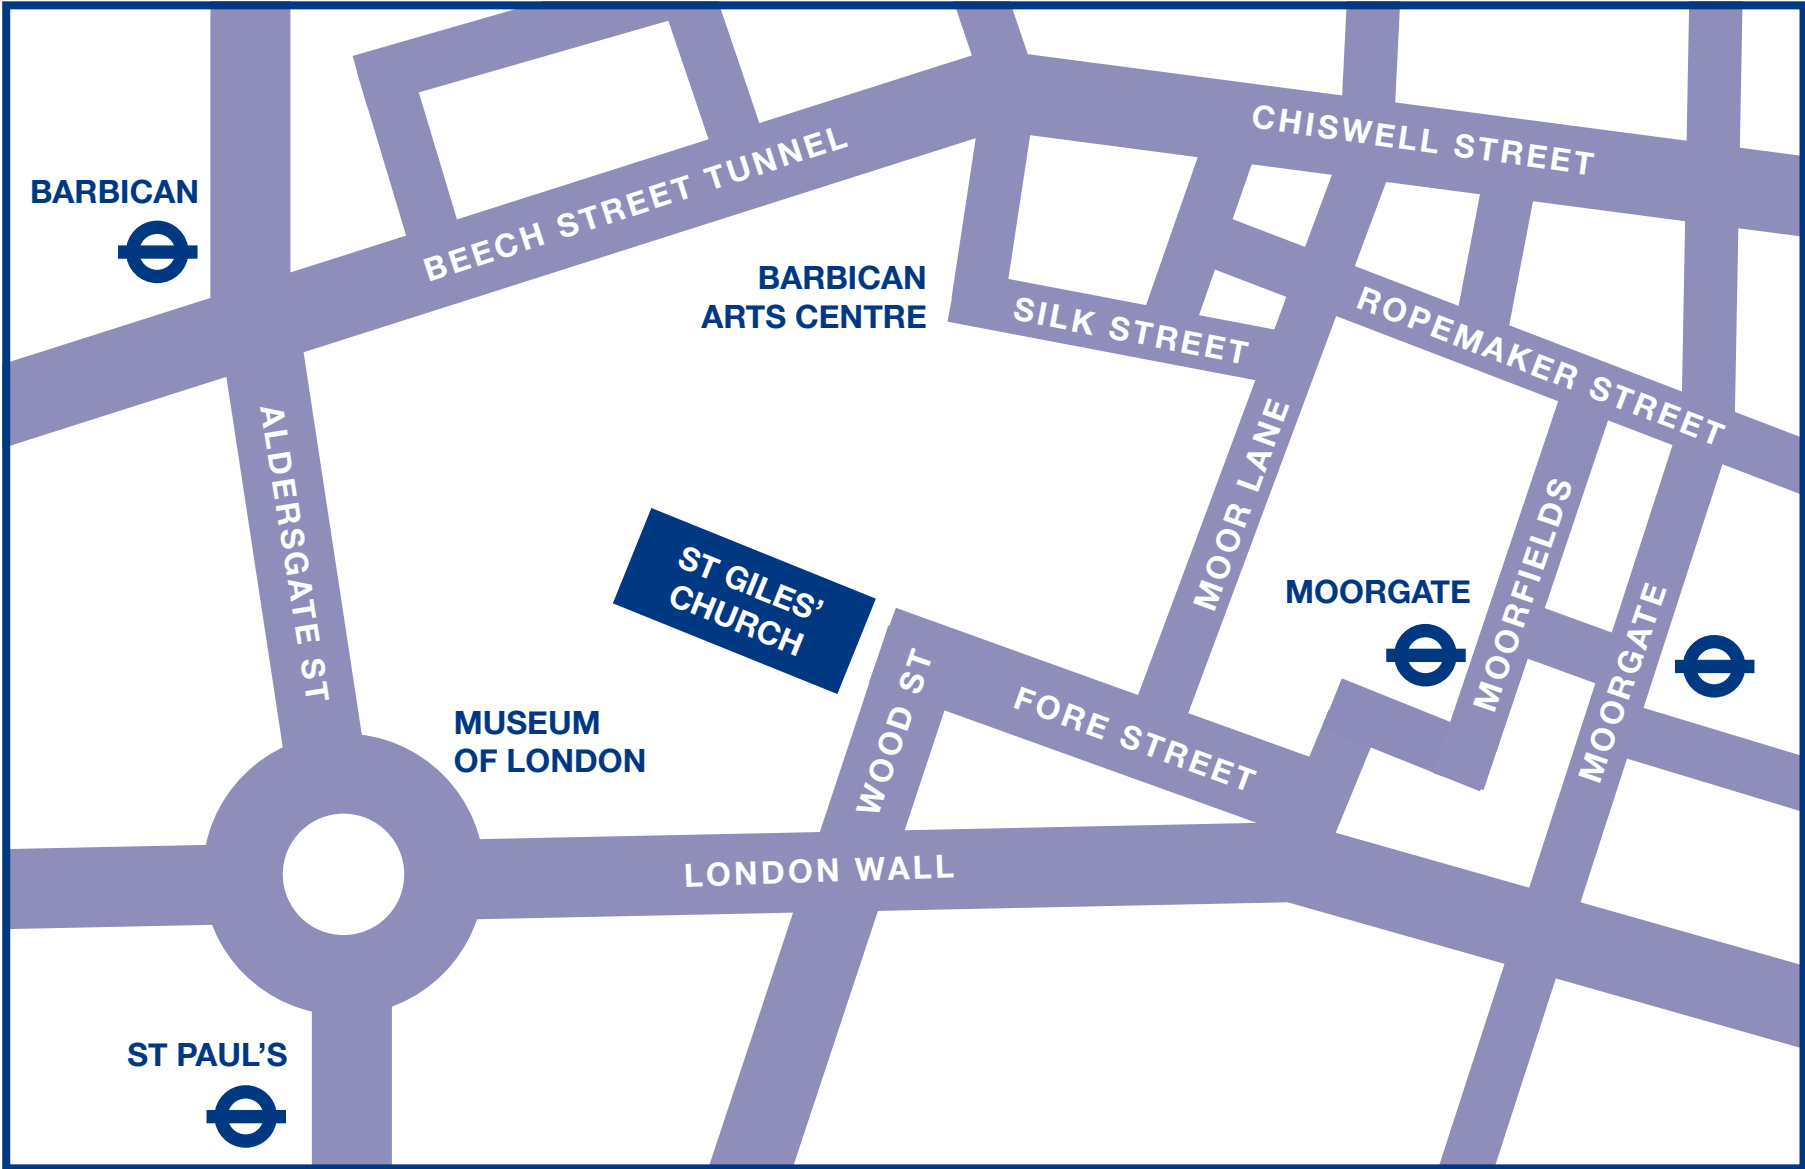 CHISWELL STREET
BEECH STREET TUNNEL
BARBICAN
BARBICAN
ARTS CENTRE
SILK STREET
ROPEMAKER STREET
ALDERSGATE ST
MOOR LANE
ST GILES’
CHURCH
MOORGATE
MOORFIELDS
MOORGATE
WOOD ST
FORE STREET
MUSEUM
OF LONDON
LONDON WALL
ST PAUL’S